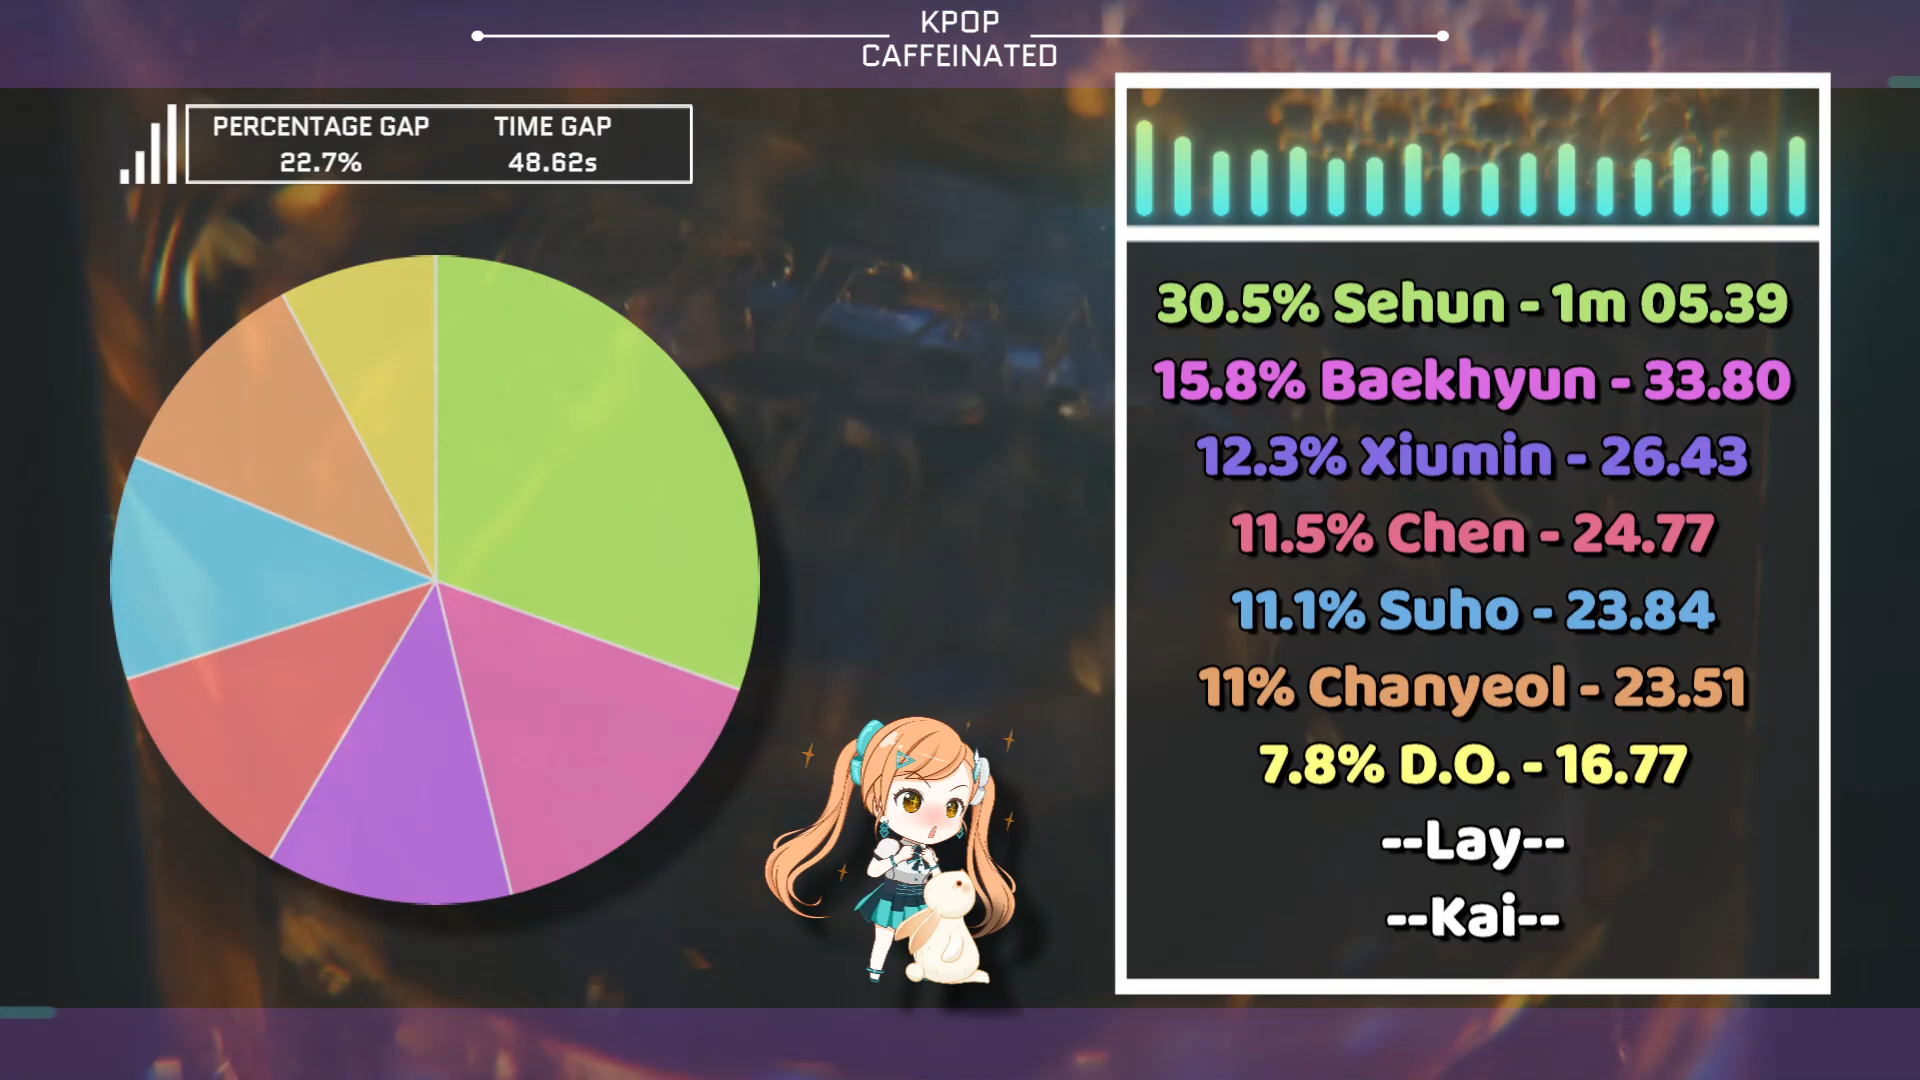 KPOP
CAFFEINATED
PERCENTAGE GAP
22.7%
TIME GAP
48.62s
30.5% Sehun - 1m 05.39
15.8% Baekhyun - 33.80
12.3% Xiumin - 26.43
11.5% Chen - 24.77
11.1% Suho - 23.84
11% Chanyeol - 23.51
7.8% D.O. - 16.77
--Lay--
--Kai--